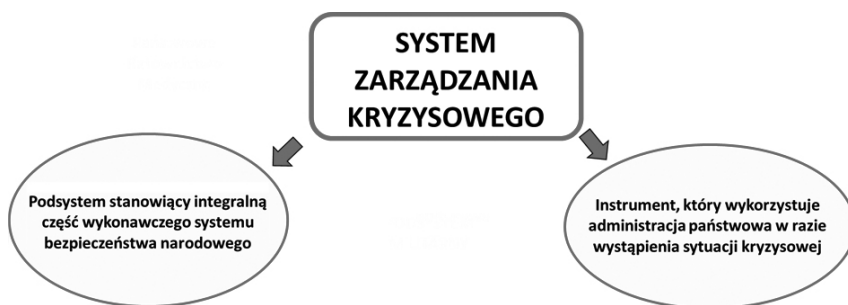 SYSTEM
ZARZĄDZANIA
KRYZYSOWEGO
Podsystem stanowiący integralną
część wykonawczego systemu
bezpieczeństwa narodowego
Instrument, który wykorzystuje
administracja państwowa w razie
wystąpienia sytuacji kryzysowej